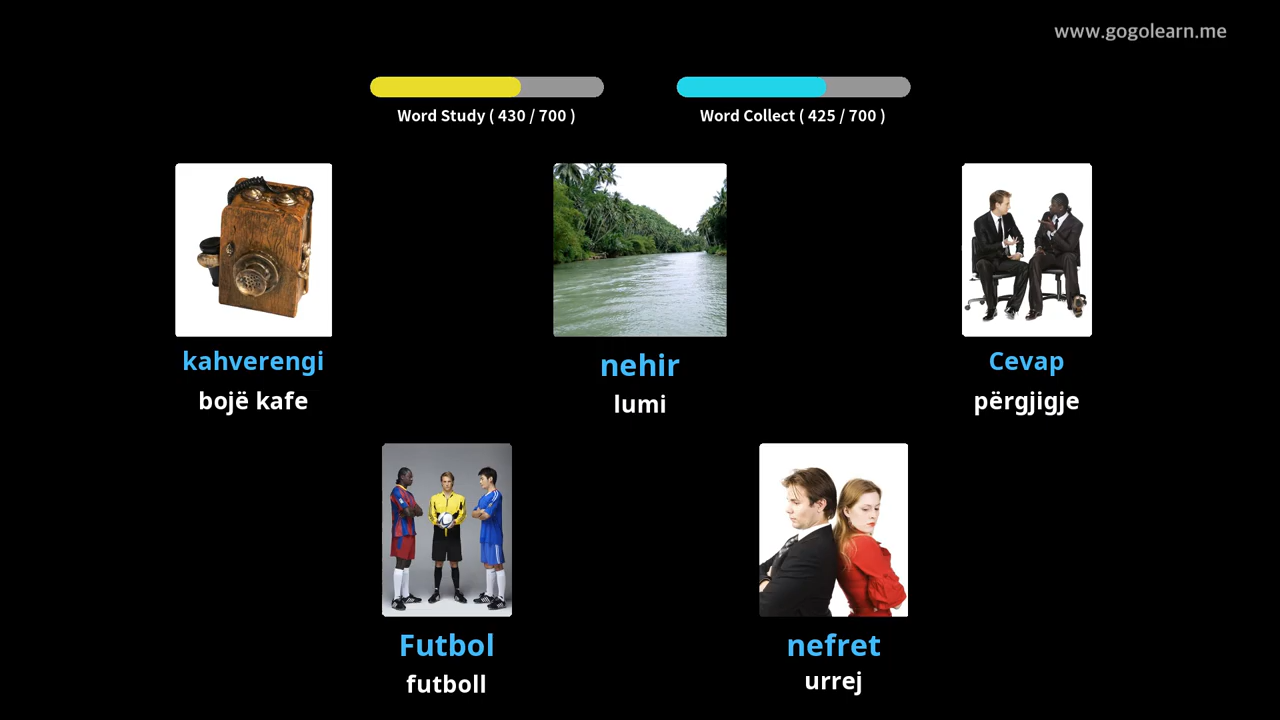 www.gogolearn.me
Word Study ( 430 / 700 )
Word Collect ( 425 / 700 )
kahverengi
bojë kafe
nehir
lumi
Cevap
përgjigje
Futbol
futboll
nefret
urrej